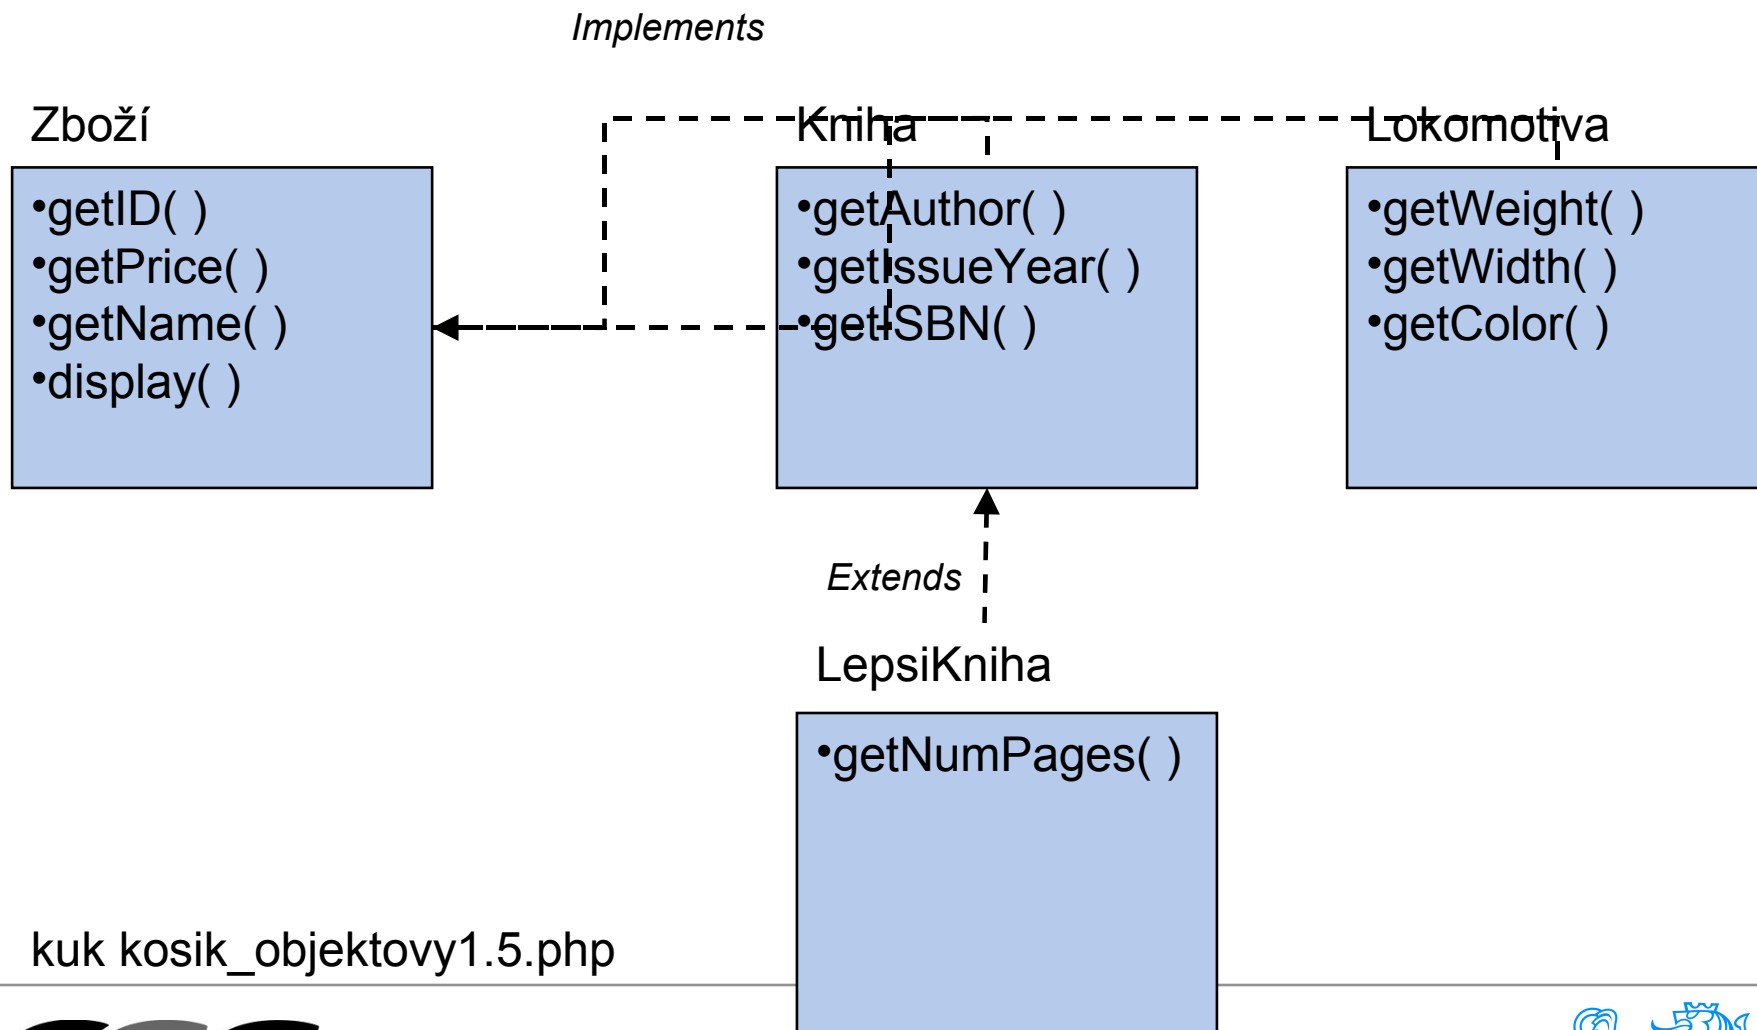 Implements
Zboží
•getID( )
•getPrice( )
•getName( )
•display( )
Kniha
•getAuthor( )
•getIssueYear( )
•getISBN( )
Lokomotiva
•getWeight( )
•getWidth( )
•getColor( )
Extends
LepsiKniha
•getNumPages( )
kuk kosik_objektovy1.5.php